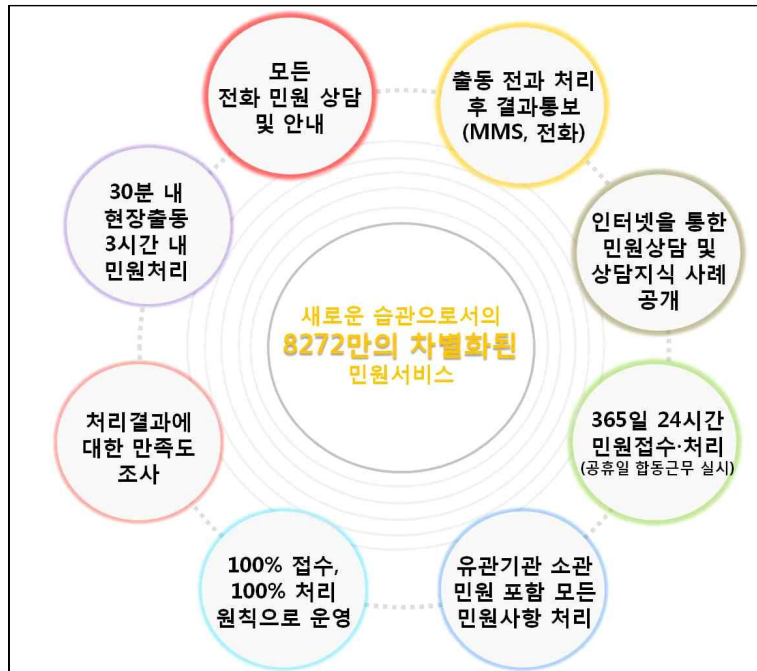 모든
전화 민원 상담
및 안내
출동 전과 처리
후 결과통보
(MMS, 전화)
인터넷을 통한
민원상담 및
상담지식 사례
공개
365일 24시간
민원접수·처리
(공휴일 합동근무 실시)
유관기관 소관
민원 포함 모든
민원사항 처리
100% 접수,
100% 처리
원칙으로 운영
처리결과에
대한 만족도
조사
30분 내
현장출동
3시간 내
민원처리
새로운 습관으로서의
8272만의 차별화된
민원서비스